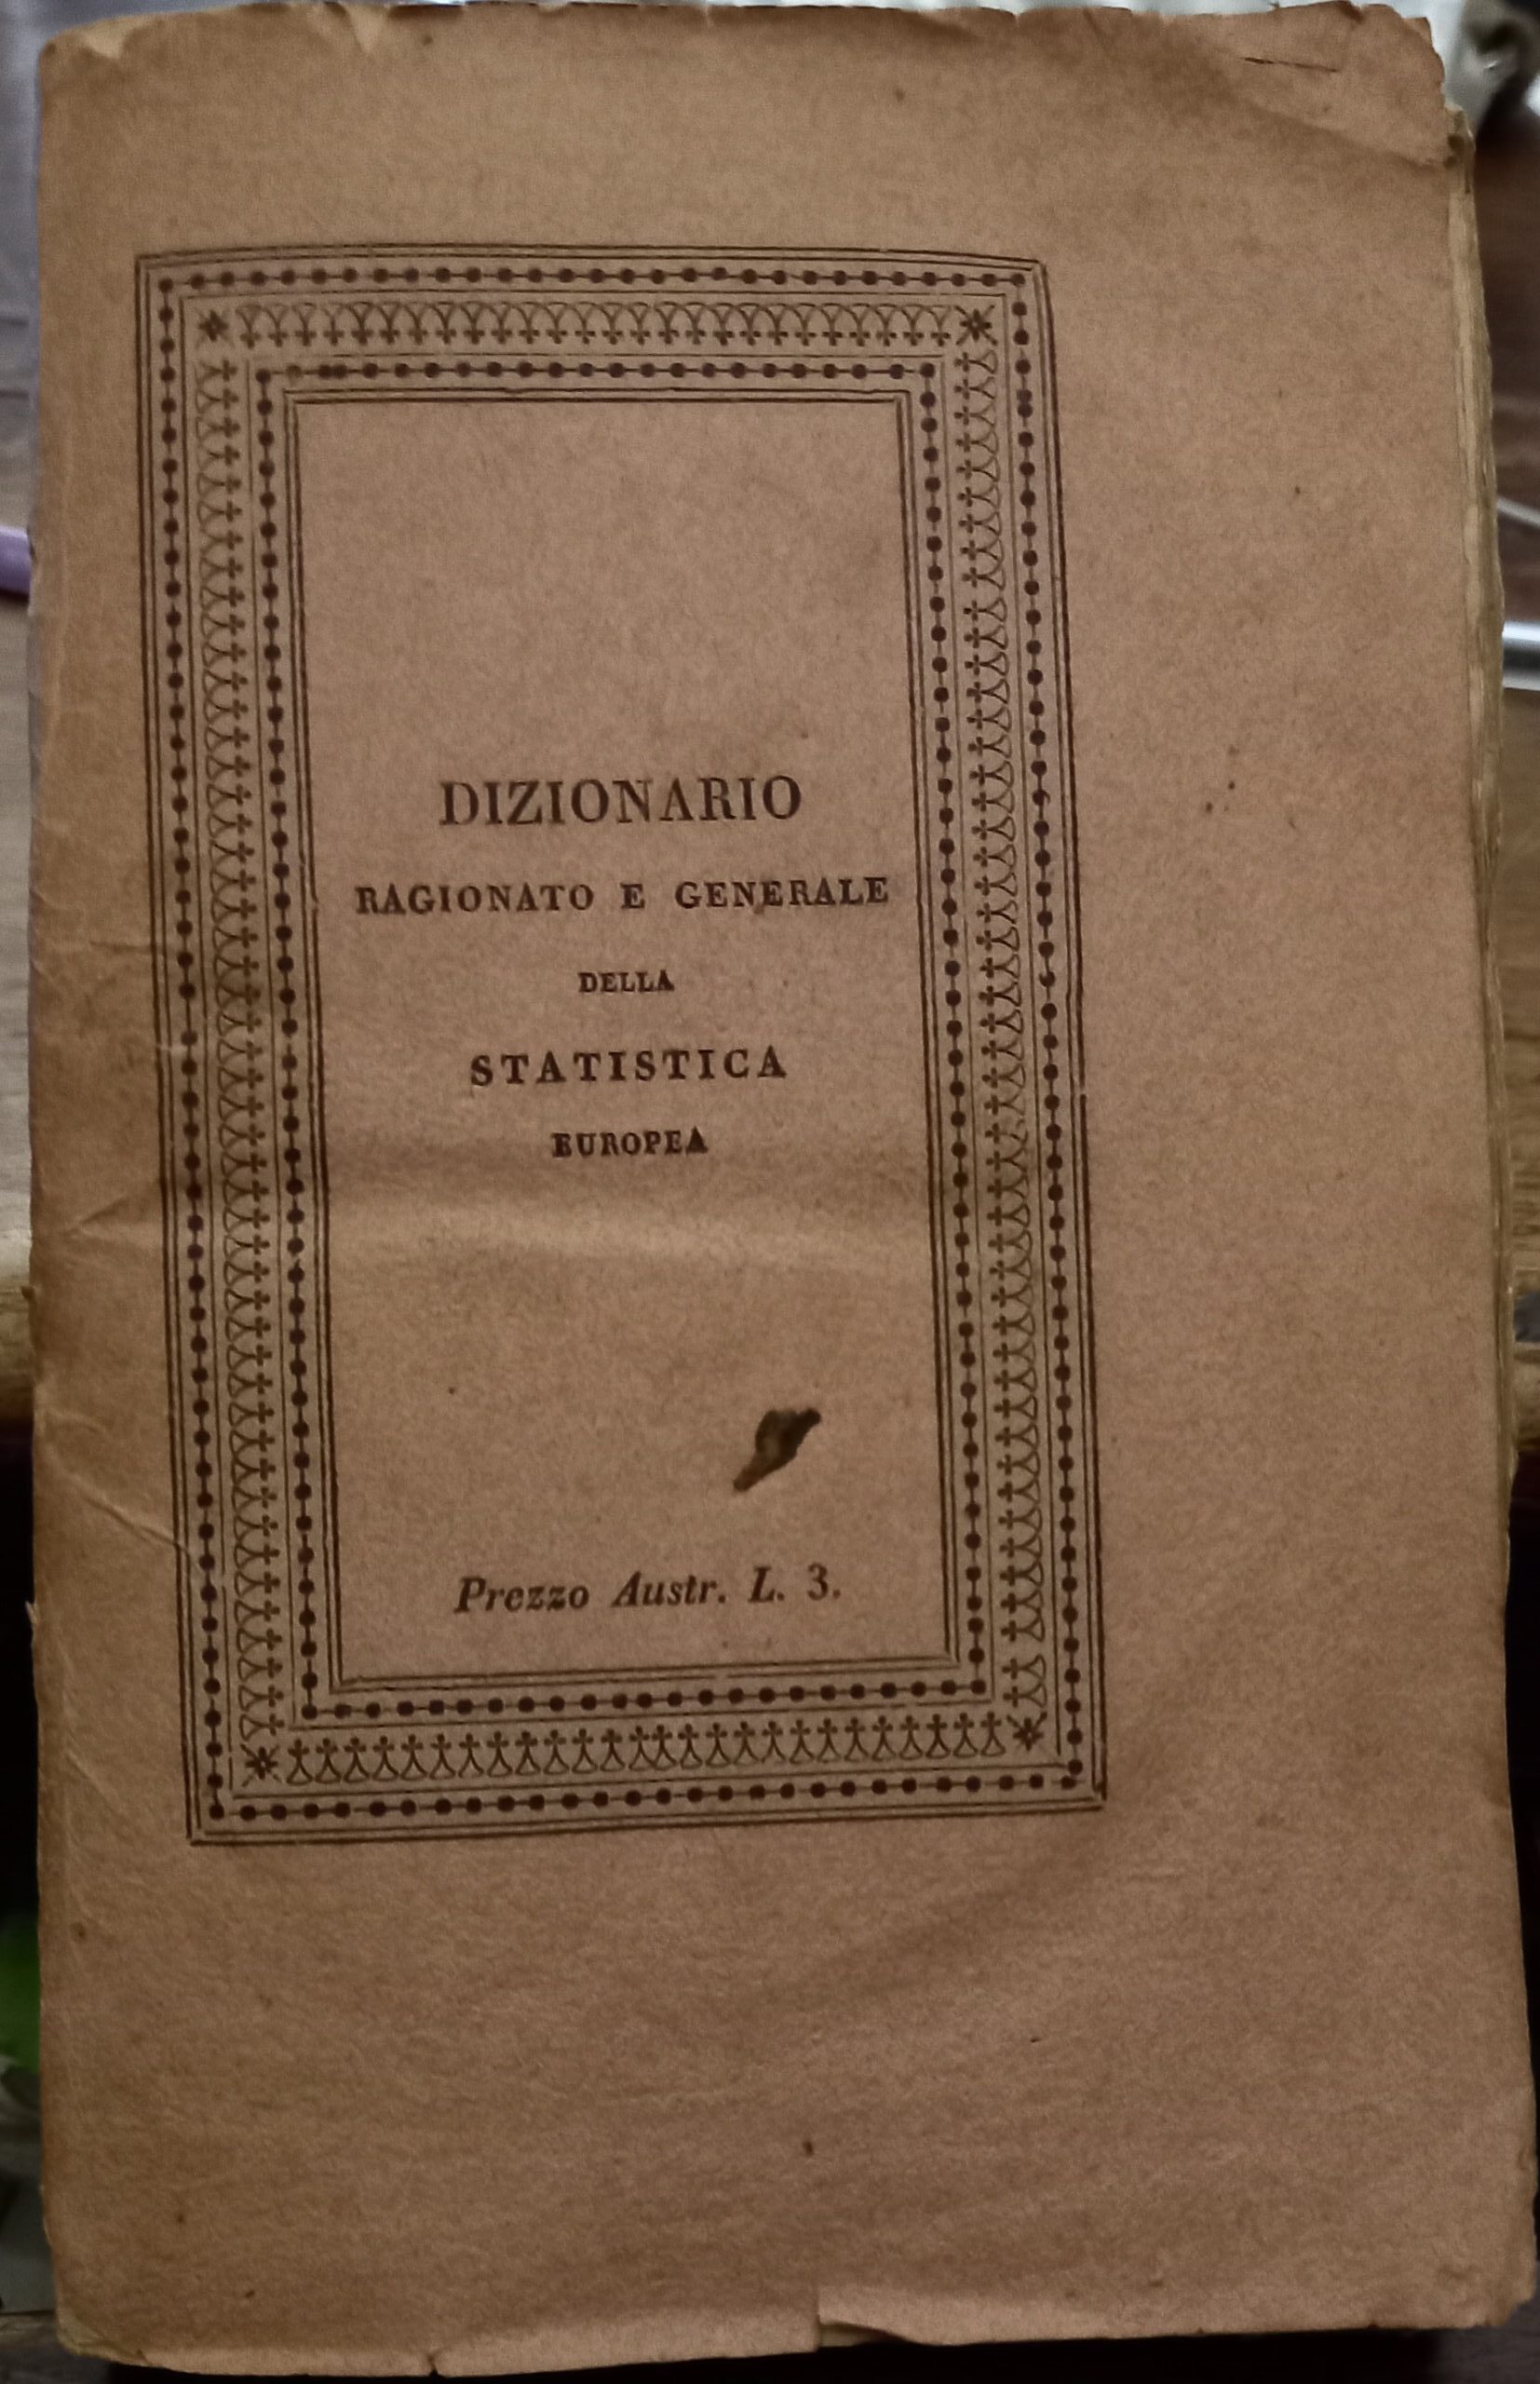 DIZIONARIO
RAGIONATO E GENERALE
DELLA
STATISTICA
EUROPEA
Prezzo Austr. L. 3.